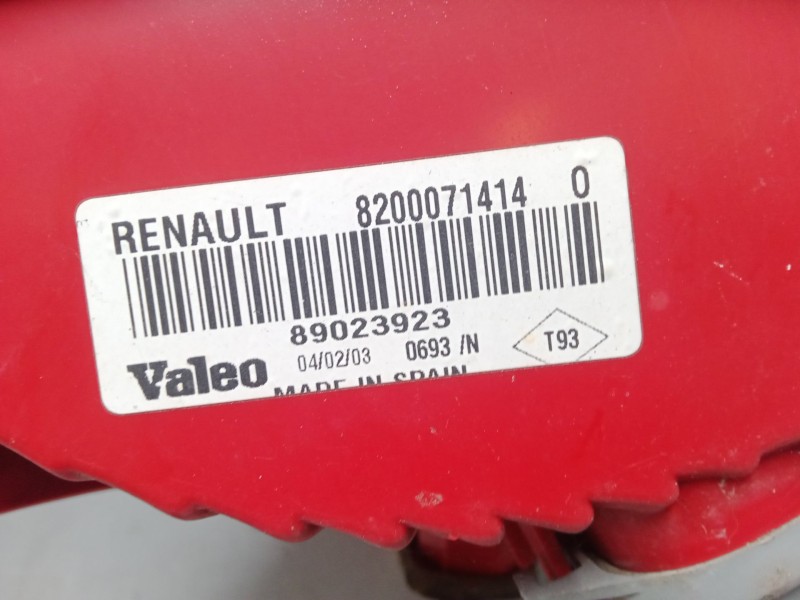 RENAULT 8200071414 0
89023923
Valeo 04/02/03 0693 /N T93
MADE IN SPAIN